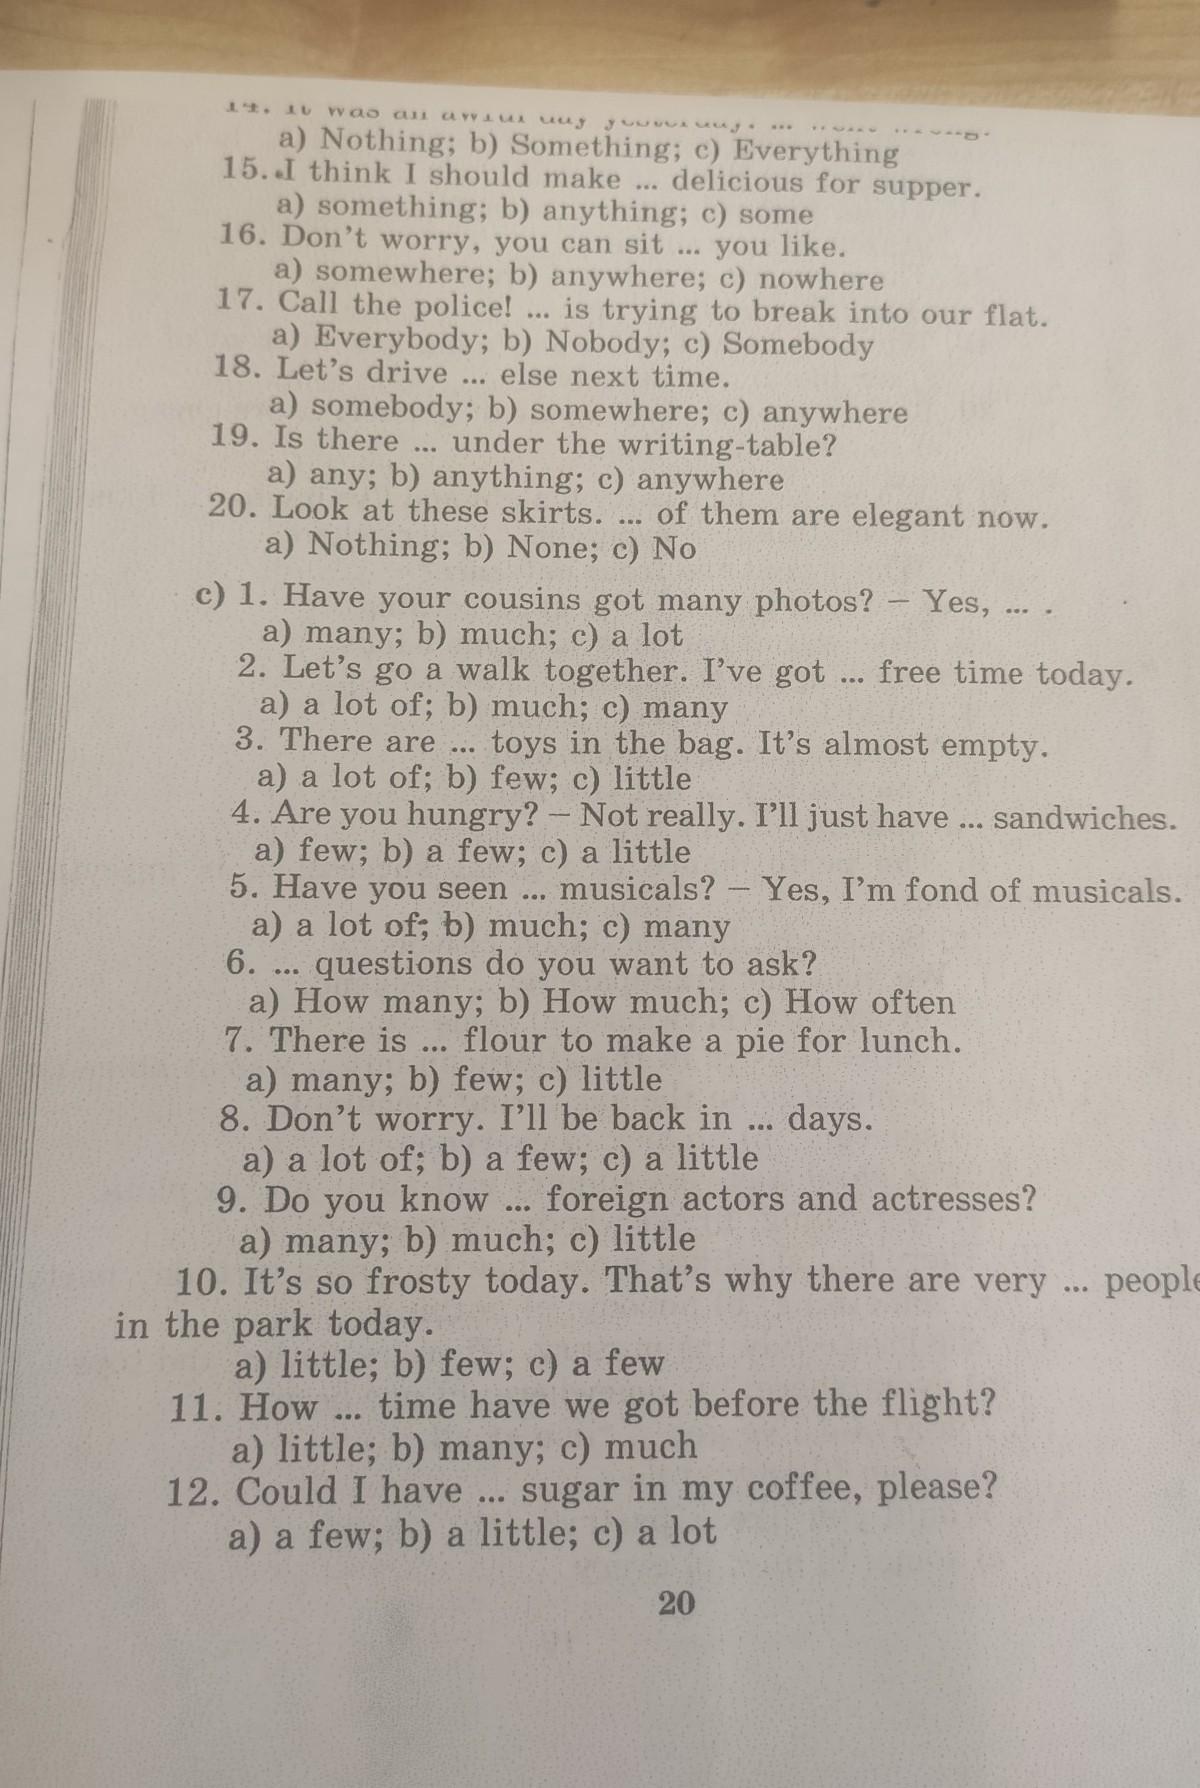 14. It was an awful day yesterday. ... went wrong.
a) Nothing; b) Something; c) Everything
15. I think I should make ... delicious for supper.
a) something; b) anything; c) some
16. Don't worry, you can sit ... you like.
a) somewhere; b) anywhere; c) nowhere
17. Call the police! ... is trying to break into our flat.
a) Everybody; b) Nobody; c) Somebody
18. Let's drive ... else next time.
a) somebody; b) somewhere; c) anywhere
19. Is there ... under the writing-table?
a) any; b) anything; c) anywhere
20. Look at these skirts. ... of them are elegant now.
a) Nothing; b) None; c) No
c) 1. Have your cousins got many photos? – Yes, ... .
a) many; b) much; c) a lot
2. Let's go a walk together. I've got ... free time today.
a) a lot of; b) much; c) many
3. There are ... toys in the bag. It's almost empty.
a) a lot of; b) few; c) little
4. Are you hungry? – Not really. I'll just have ... sandwiches.
a) few; b) a few; c) a little
5. Have you seen ... musicals? – Yes, I'm fond of musicals.
a) a lot of; b) much; c) many
6. ... questions do you want to ask?
a) How many; b) How much; c) How often
7. There is ... flour to make a pie for lunch.
a) many; b) few; c) little
8. Don't worry. I'll be back in ... days.
a) a lot of; b) a few; c) a little
9. Do you know ... foreign actors and actresses?
a) many; b) much; c) little
10. It's so frosty today. That's why there are very ... people
in the park today.
a) little; b) few; c) a few
11. How ... time have we got before the flight?
a) little; b) many; c) much
12. Could I have ... sugar in my coffee, please?
a) a few; b) a little; c) a lot
20